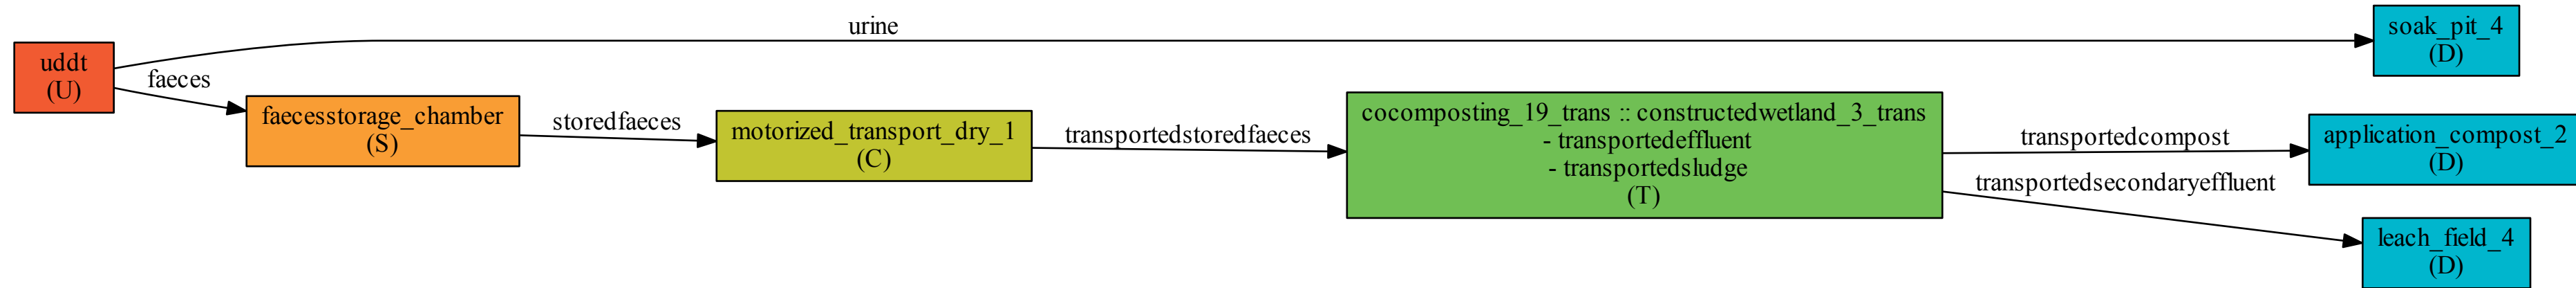 uddt
(U)
urine
faeces
faecesstorage_chamber
(S)
storedfaeces
motorized_transport_dry_1
(C)
transportedstoredfaeces
cocomposting_19_trans :: constructedwetland_3_trans
- transportedeffluent
- transportedsludge
(T)
transportedcompost
transportedsecondaryeffluent
soak_pit_4
(D)
application_compost_2
(D)
leach_field_4
(D)